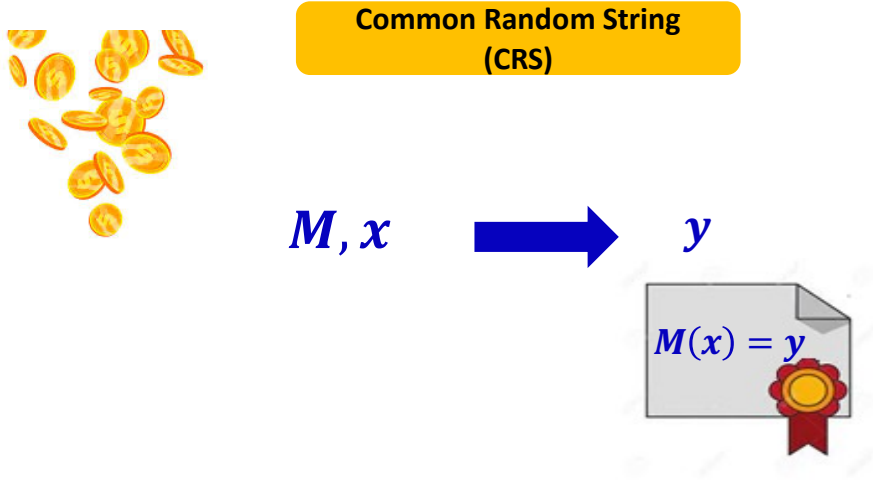 Common Random String
(CRS)
M, x
y
M(x) = y